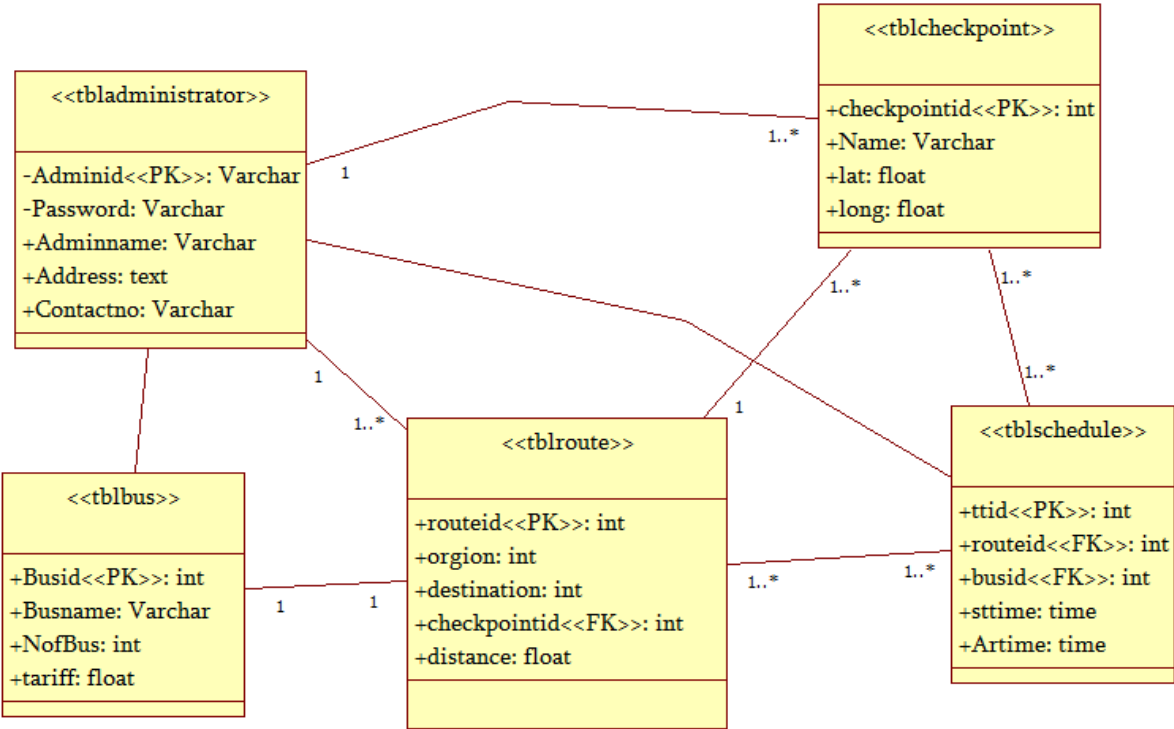 <<tblcheckpoint>>
+checkpointid<<PK>>: int
+Name: Varchar
+lat: float
+long: float
<<tbladministrator>>
-Adminid<<PK>>: Varchar
-Password: Varchar
+Adminname: Varchar
+Address: text
+Contactno: Varchar
1
1..*
1..*
1..*
1
1..*
1
1..*
<<tblroute>>
+routeid<<PK>>: int
+orgion: int
+destination: int
+checkpointid<<FK>>: int
+distance: float
<<tblschedule>>
+ttid<<PK>>: int
+routeid<<FK>>: int
+busid<<FK>>: int
+sttime: time
+Artime: time
<<tblbus>>
+Busid<<PK>>: int
+Busname: Varchar
+NofBus: int
+tariff: float
1
1
1..*
1..*